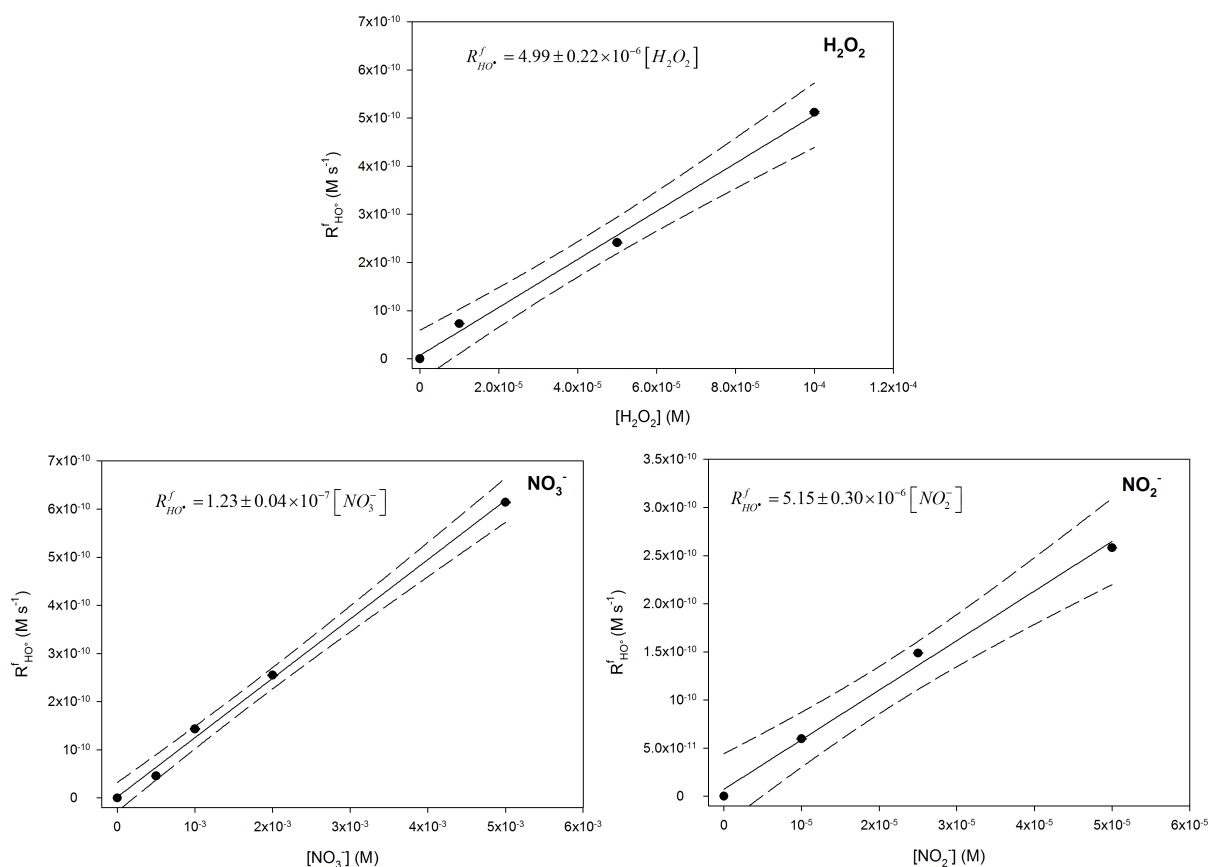 7x10⁻¹⁰
6x10⁻¹⁰
5x10⁻¹⁰
4x10⁻¹⁰
3x10⁻¹⁰
2x10⁻¹⁰
10⁻¹⁰
0
R^f_HO° (M s⁻¹)
R^f_HO• = 4.99 ± 0.22 × 10⁻⁶ [H₂O₂]
H₂O₂
0 2.0x10⁻⁵ 4.0x10⁻⁵ 6.0x10⁻⁵ 8.0x10⁻⁵ 10⁻⁴ 1.2x10⁻⁴
[H₂O₂] (M)
7x10⁻¹⁰
6x10⁻¹⁰
5x10⁻¹⁰
4x10⁻¹⁰
3x10⁻¹⁰
2x10⁻¹⁰
10⁻¹⁰
0
R^f_HO° (M s⁻¹)
R^f_HO• = 1.23 ± 0.04 × 10⁻⁷ [NO₃⁻]
NO₃⁻
0 10⁻³ 2x10⁻³ 3x10⁻³ 4x10⁻³ 5x10⁻³ 6x10⁻³
[NO₃⁻] (M)
3.5x10⁻¹⁰
3.0x10⁻¹⁰
2.5x10⁻¹⁰
2.0x10⁻¹⁰
1.5x10⁻¹⁰
10⁻¹⁰
5.0x10⁻¹¹
0
R^f_HO° (M s⁻¹)
R^f_HO• = 5.15 ± 0.30 × 10⁻⁶ [NO₂⁻]
NO₂⁻
0 10⁻⁵ 2x10⁻⁵ 3x10⁻⁵ 4x10⁻⁵ 5x10⁻⁵ 6x10⁻⁵
[NO₂⁻] (M)